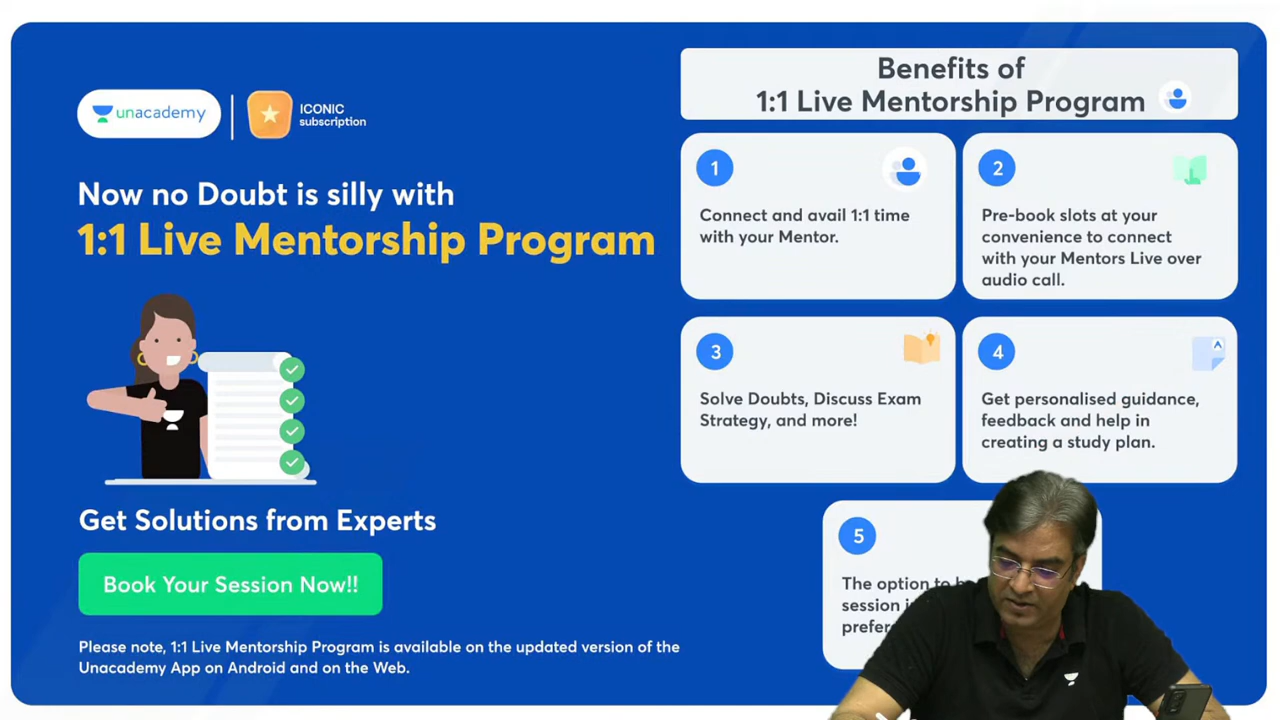 unacademy
ICONIC
subscription
Now no Doubt is silly with
1:1 Live Mentorship Program
Get Solutions from Experts
Book Your Session Now!!
Please note, 1:1 Live Mentorship Program is available on the updated version of the
Unacademy App on Android and on the Web.
Benefits of
1:1 Live Mentorship Program
1
Connect and avail 1:1 time
with your Mentor.
2
Pre-book slots at your
convenience to connect
with your Mentors Live over
audio call.
3
Solve Doubts, Discuss Exam
Strategy, and more!
4
Get personalised guidance,
feedback and help in
creating a study plan.
5
The option to
session